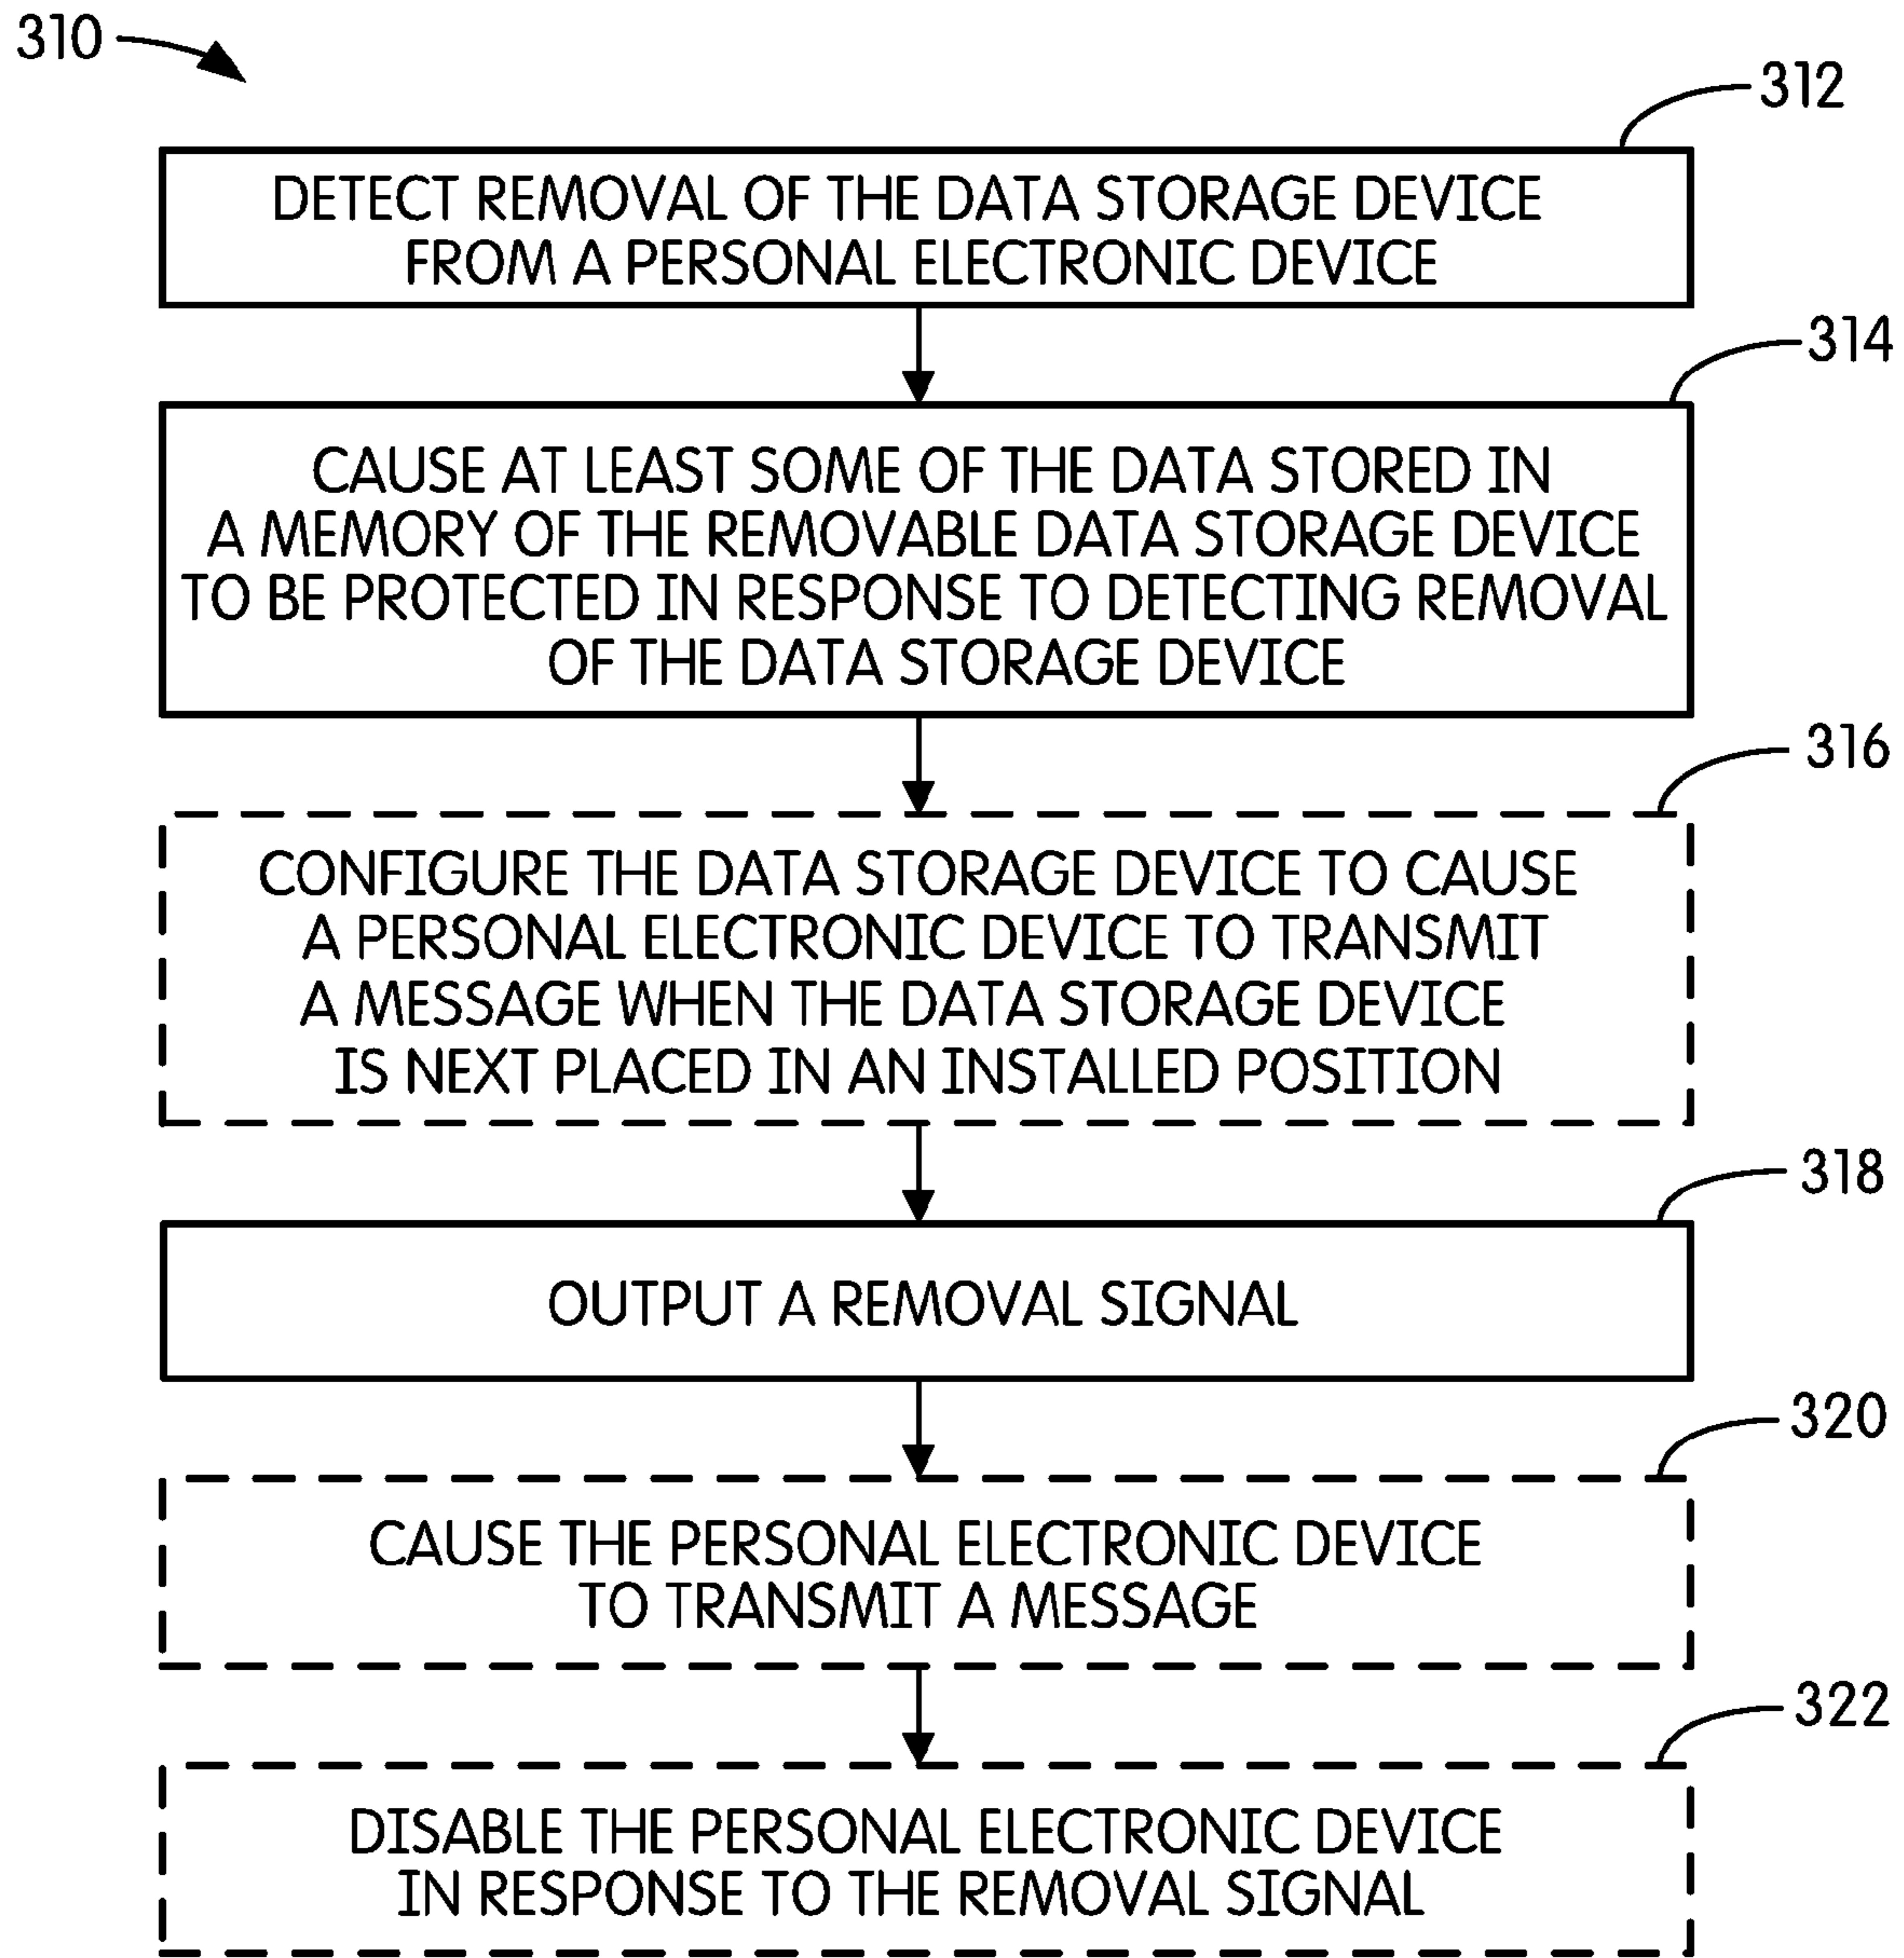 310
312
DETECT REMOVAL OF THE DATA STORAGE DEVICE
FROM A PERSONAL ELECTRONIC DEVICE
314
CAUSE AT LEAST SOME OF THE DATA STORED IN
A MEMORY OF THE REMOVABLE DATA STORAGE DEVICE
TO BE PROTECTED IN RESPONSE TO DETECTING REMOVAL
OF THE DATA STORAGE DEVICE
316
CONFIGURE THE DATA STORAGE DEVICE TO CAUSE
A PERSONAL ELECTRONIC DEVICE TO TRANSMIT
A MESSAGE WHEN THE DATA STORAGE DEVICE
IS NEXT PLACED IN AN INSTALLED POSITION
318
OUTPUT A REMOVAL SIGNAL
320
CAUSE THE PERSONAL ELECTRONIC DEVICE
TO TRANSMIT A MESSAGE
322
DISABLE THE PERSONAL ELECTRONIC DEVICE
IN RESPONSE TO THE REMOVAL SIGNAL